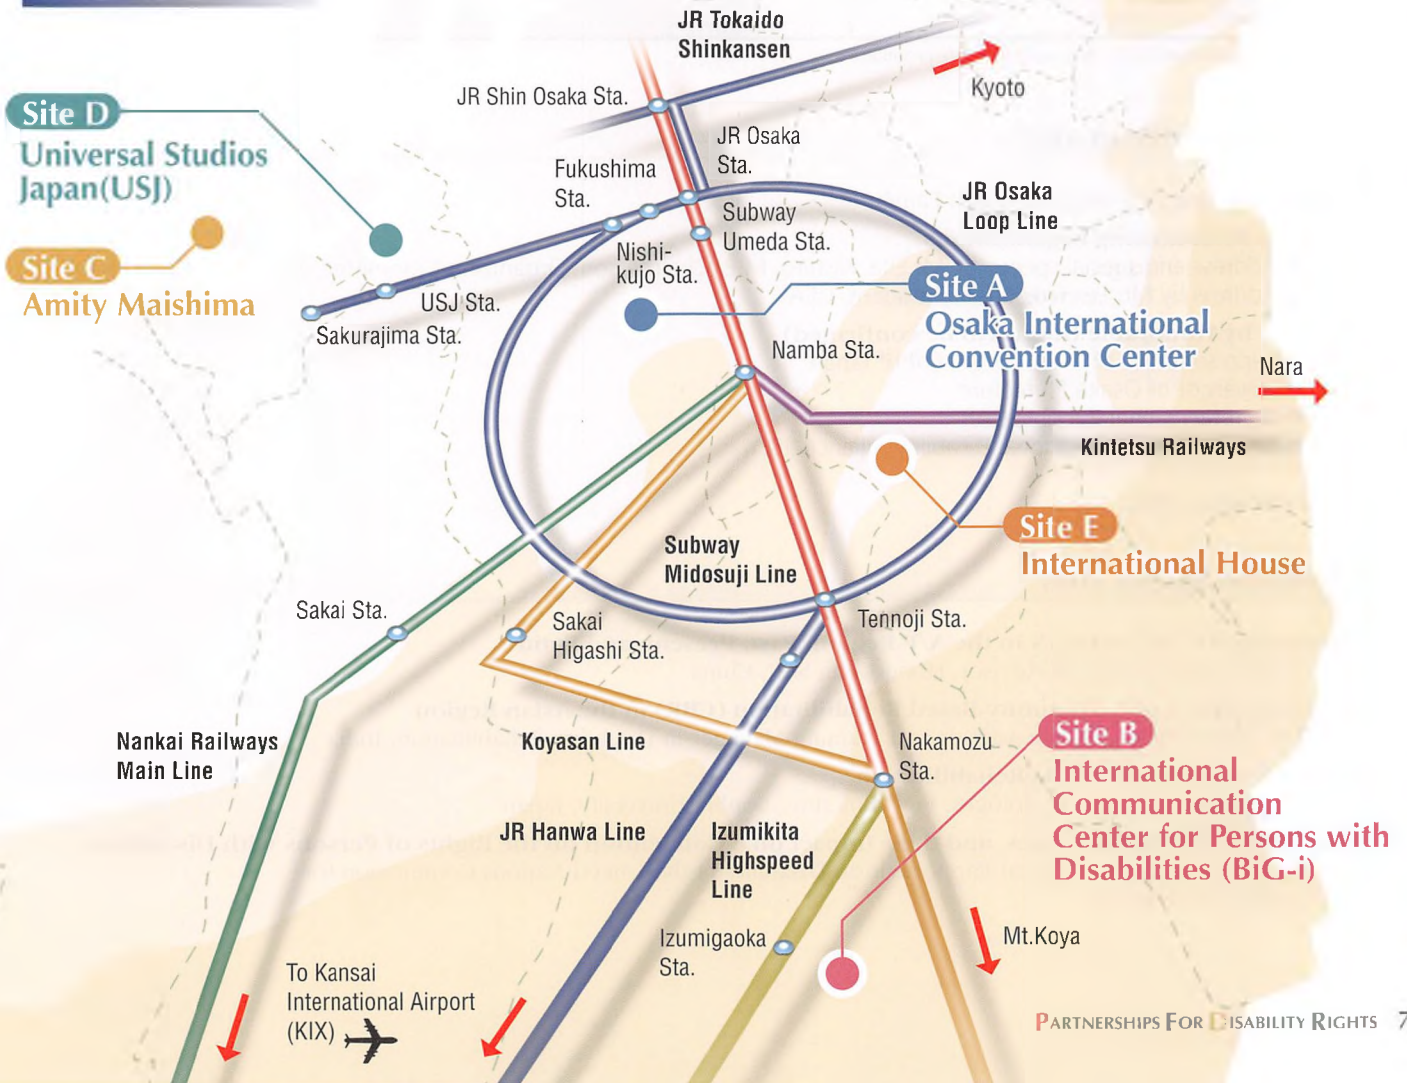 JR Tokaido
Shinkansen
Kyoto
JR Shin Osaka Sta.
Site D
Universal Studios
Japan(USJ)
JR Osaka
Sta.
Fukushima
Sta.
JR Osaka
Loop Line
Subway
Umeda Sta.
Nishi-
kujo Sta.
Site C
Amity Maishima
USJ Sta.
Sakurajima Sta.
Site A
Osaka International
Convention Center
Namba Sta.
Nara
Kintetsu Railways
Site E
International House
Subway
Midosuji Line
Sakai Sta.
Sakai
Higashi Sta.
Tennoji Sta.
Nankai Railways
Main Line
Koyasan Line
Nakamozu
Sta.
Site B
International
Communication
Center for Persons with
Disabilities (BiG-i)
JR Hanwa Line
Izumikita
Highspeed
Line
Izumigaoka
Sta.
Mt.Koya
To Kansai
International Airport
(KIX)
PARTNERSHIPS FOR DISABILITY RIGHTS 7